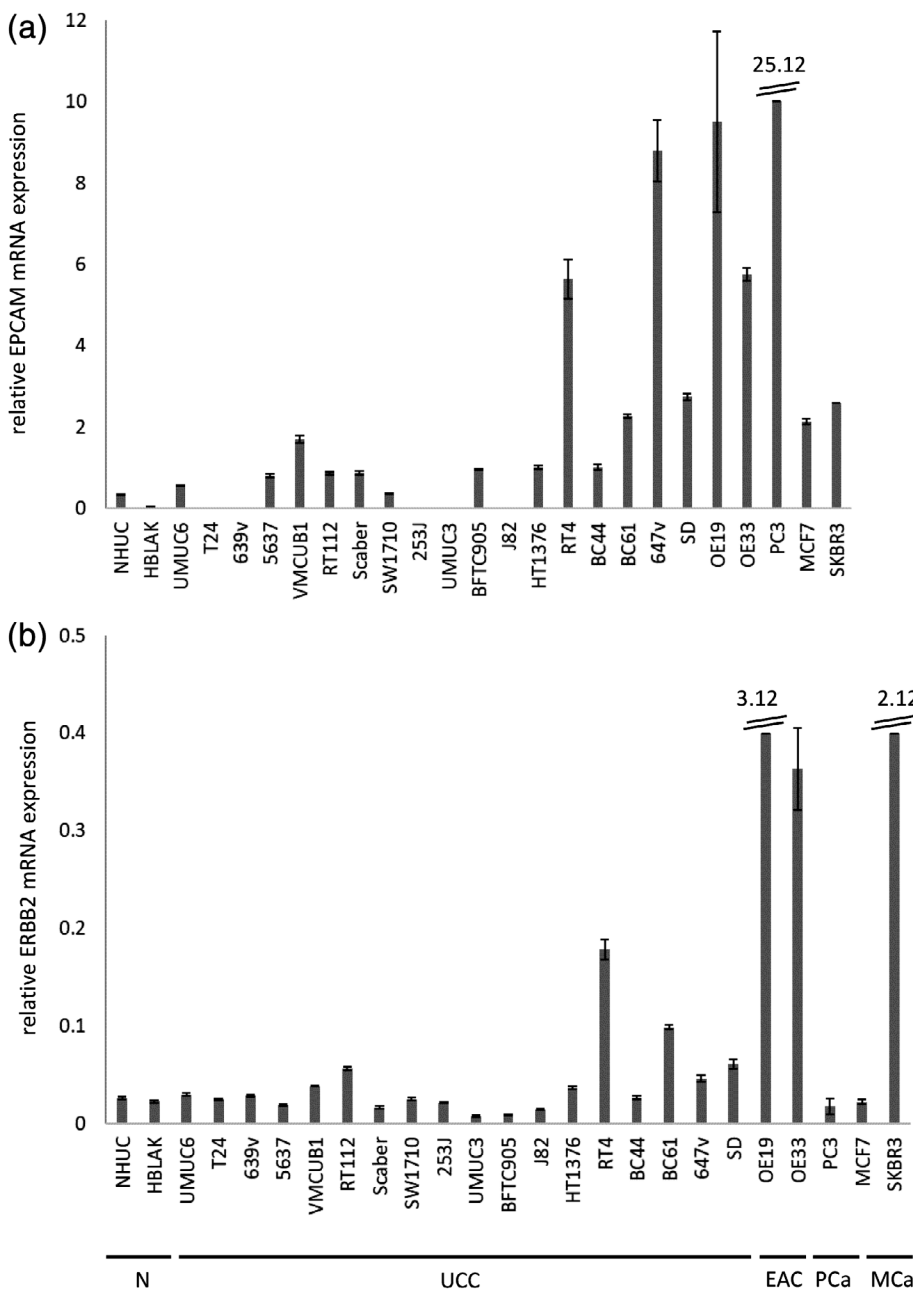 (a)
relative EPCAM mRNA expression
12
10
8
6
4
2
0
25.12
NHUC
HBLAK
UMUC6
T24
639v
5637
VMCUB1
RT112
Scaber
SW1710
253J
UMUC3
BFTC905
J82
HT1376
RT4
BC44
BC61
647v
SD
OE19
OE33
PC3
MCF7
SKBR3
(b)
relative ERBB2 mRNA expression
0.5
0.4
0.3
0.2
0.1
0
3.12
2.12
NHUC
HBLAK
UMUC6
T24
639v
5637
VMCUB1
RT112
Scaber
SW1710
253J
UMUC3
BFTC905
J82
HT1376
RT4
BC44
BC61
647v
SD
OE19
OE33
PC3
MCF7
SKBR3
N
UCC
EAC
PCa
MCa